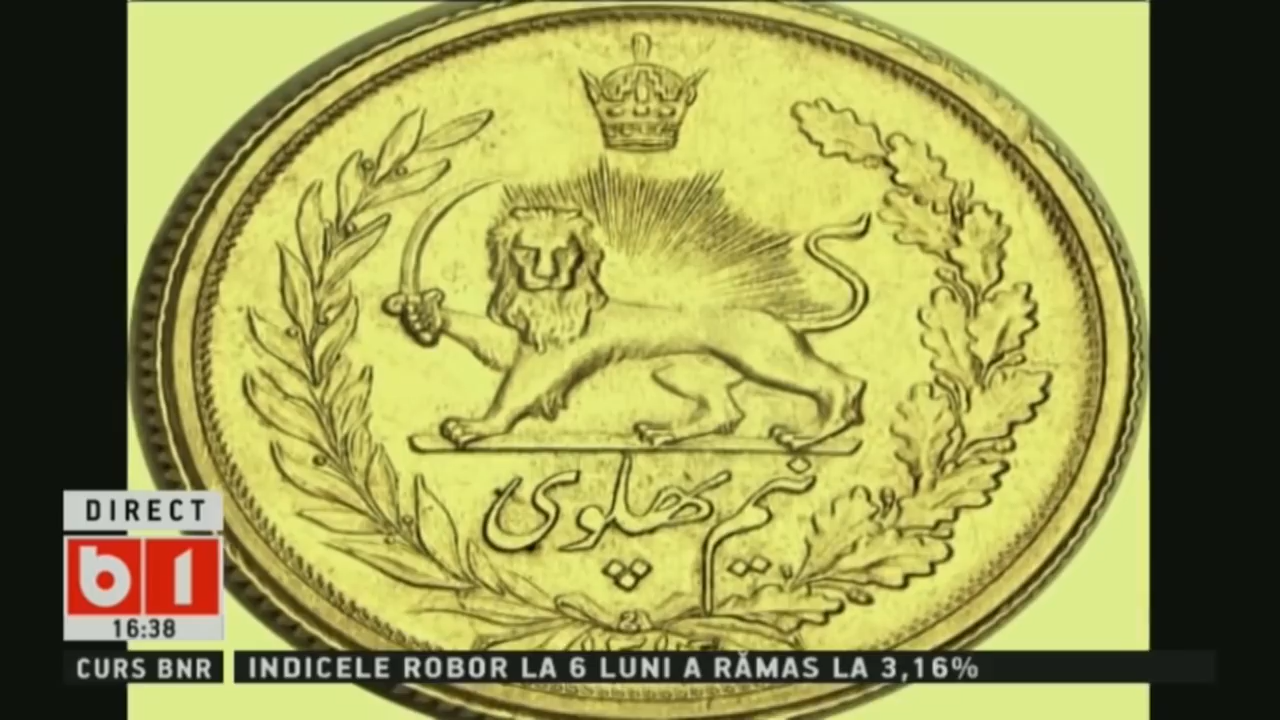 نیم پهلوی
DIRECT
b1
16:38
CURS BNR
INDICELE ROBOR LA 6 LUNI A RĂMAS LA 3,16%